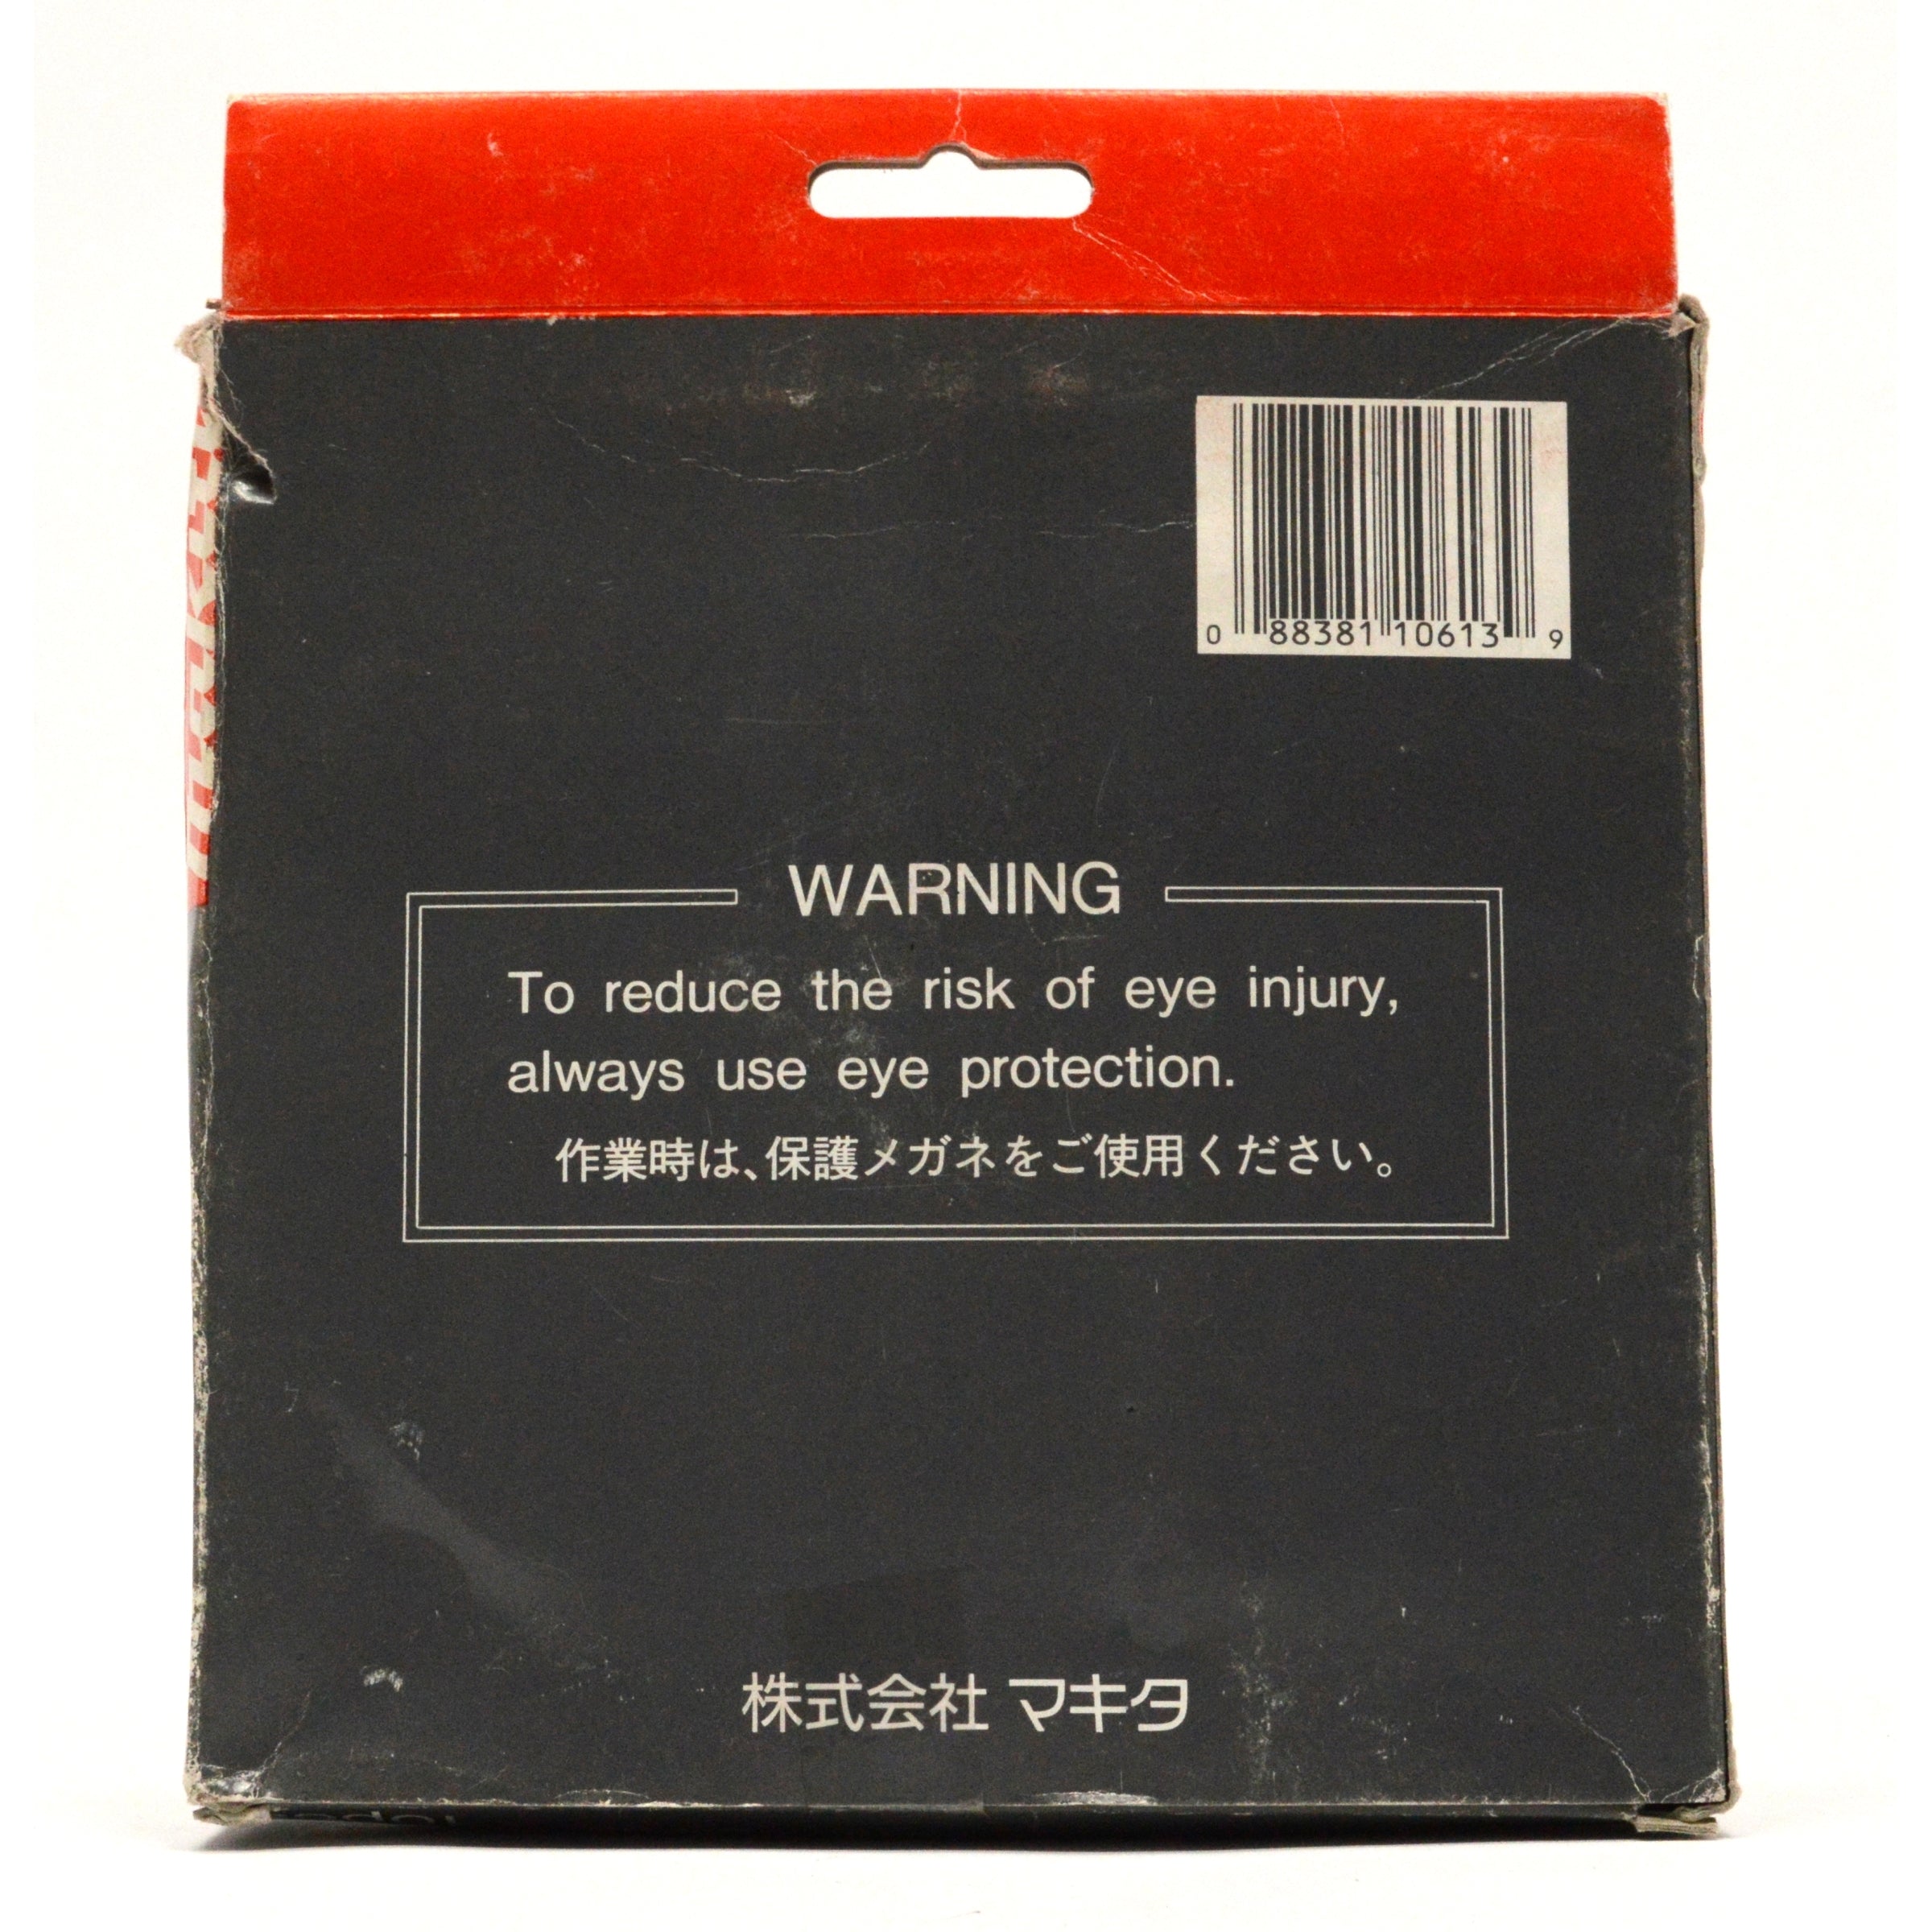 0 88381 10613 9
WARNING
To reduce the risk of eye injury,
always use eye protection.
作業時は、保護メガネをご使用ください。
株式会社 マキタ